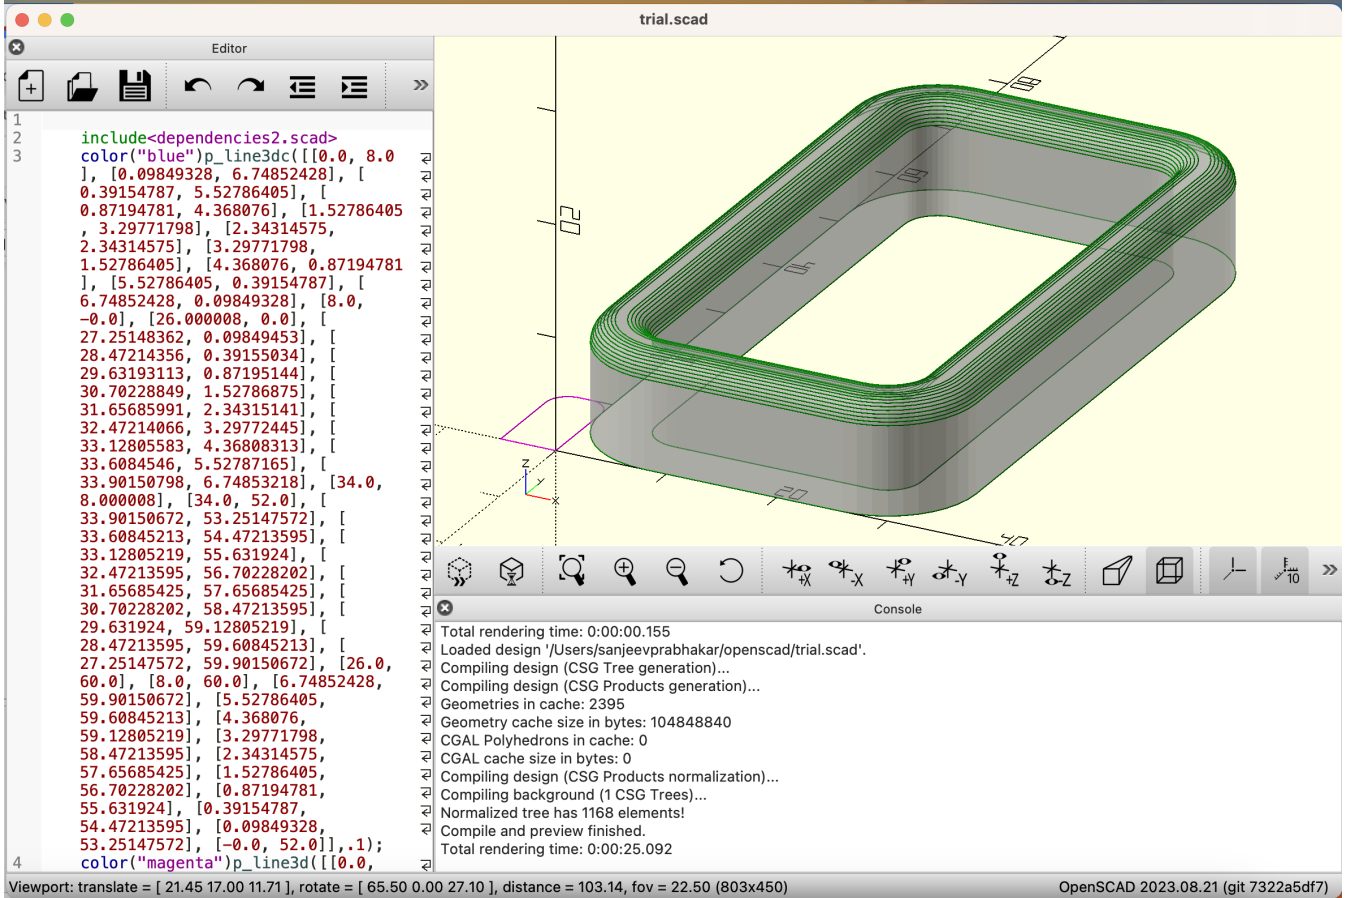 trial.scad
Editor
»
1
2 include<dependencies2.scad>
3 color("blue")p_line3dc([[0.0, 8.0
], [0.09849328, 6.74852428], [
0.39154787, 5.52786405], [
0.87194781, 4.368076], [1.52786405
, 3.29771798], [2.34314575,
2.34314575], [3.29771798,
1.52786405], [4.368076, 0.87194781
], [5.52786405, 0.39154787], [
6.74852428, 0.09849328], [8.0,
-0.0], [26.000008, 0.0], [
27.25148362, 0.09849453], [
28.47214356, 0.39155034], [
29.63193113, 0.87195144], [
30.70228849, 1.52786875], [
31.65685991, 2.34315141], [
32.47214066, 3.29772445], [
33.12805583, 4.36808313], [
33.6084546, 5.52787165], [
33.90150798, 6.74853218], [34.0,
8.000008], [34.0, 52.0], [
33.90150672, 53.25147572], [
33.60845213, 54.47213595], [
33.12805219, 55.631924], [
32.47213595, 56.70228202], [
31.65685425, 57.65685425], [
30.70228202, 58.47213595], [
29.631924, 59.12805219], [
28.47213595, 59.60845213], [
27.25147572, 59.90150672], [26.0,
60.0], [8.0, 60.0], [6.74852428,
59.90150672], [5.52786405,
59.60845213], [4.368076,
59.12805219], [3.29771798,
58.47213595], [2.34314575,
57.65685425], [1.52786405,
56.70228202], [0.87194781,
55.631924], [0.39154787,
54.47213595], [0.09849328,
53.25147572], [-0.0, 52.0]],.1);
4 color("magenta")p_line3d([[0.0,
20
40
60
80
20
40
z
y
x
+X
-X
+Y
-Y
+Z
-Z
10
»
Console
Total rendering time: 0:00:00.155
Loaded design '/Users/sanjeevprabhakar/openscad/trial.scad'.
Compiling design (CSG Tree generation)...
Compiling design (CSG Products generation)...
Geometries in cache: 2395
Geometry cache size in bytes: 104848840
CGAL Polyhedrons in cache: 0
CGAL cache size in bytes: 0
Compiling design (CSG Products normalization)...
Compiling background (1 CSG Trees)...
Normalized tree has 1168 elements!
Compile and preview finished.
Total rendering time: 0:00:25.092
Viewport: translate = [ 21.45 17.00 11.71 ], rotate = [ 65.50 0.00 27.10 ], distance = 103.14, fov = 22.50 (803x450)
OpenSCAD 2023.08.21 (git 7322a5df7)